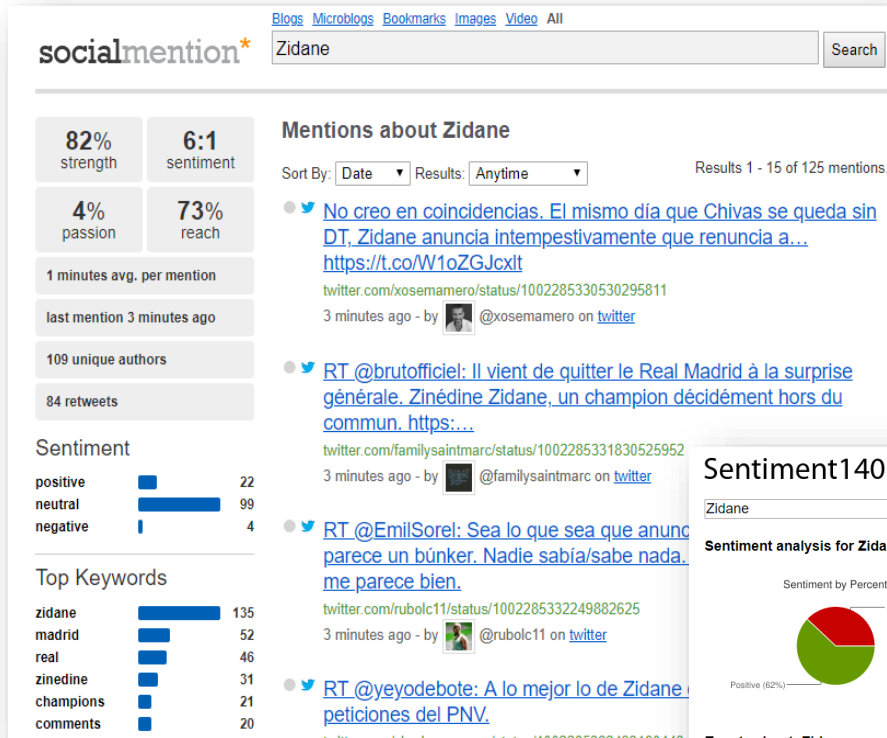 Blogs Microblogs Bookmarks Images Video All
socialmention*
Zidane
Search
82%
strength
6:1
sentiment
4%
passion
73%
reach
1 minutes avg. per mention
last mention 3 minutes ago
109 unique authors
84 retweets
Sentiment
positive 22
neutral 99
negative 4
Top Keywords
zidane 135
madrid 52
real 46
zinedine 31
champions 21
comments 20
Mentions about Zidane
Sort By: Date Results: Anytime
Results 1 - 15 of 125 mentions.
No creo en coincidencias. El mismo día que Chivas se queda sin
DT, Zidane anuncia intempestivamente que renuncia a…
https://t.co/W1oZGJcxlt
twitter.com/xosemamero/status/1002285330530295811
3 minutes ago - by @xosemamero on twitter
RT @brutofficiel: Il vient de quitter le Real Madrid à la surprise
générale. Zinédine Zidane, un champion décidément hors du
commun. https:…
twitter.com/familysaintmarc/status/1002285331830525952
3 minutes ago - by @familysaintmarc on twitter
RT @EmilSorel: Sea lo que sea que anunc
parece un búnker. Nadie sabía/sabe nada.
me parece bien.
twitter.com/rubolc11/status/1002285332249882625
3 minutes ago - by @rubolc11 on twitter
RT @yeyodebote: A lo mejor lo de Zidane
peticiones del PNV.
Sentiment140
Zidane
Sentiment analysis for Zida
Sentiment by Percent
Positive (62%)